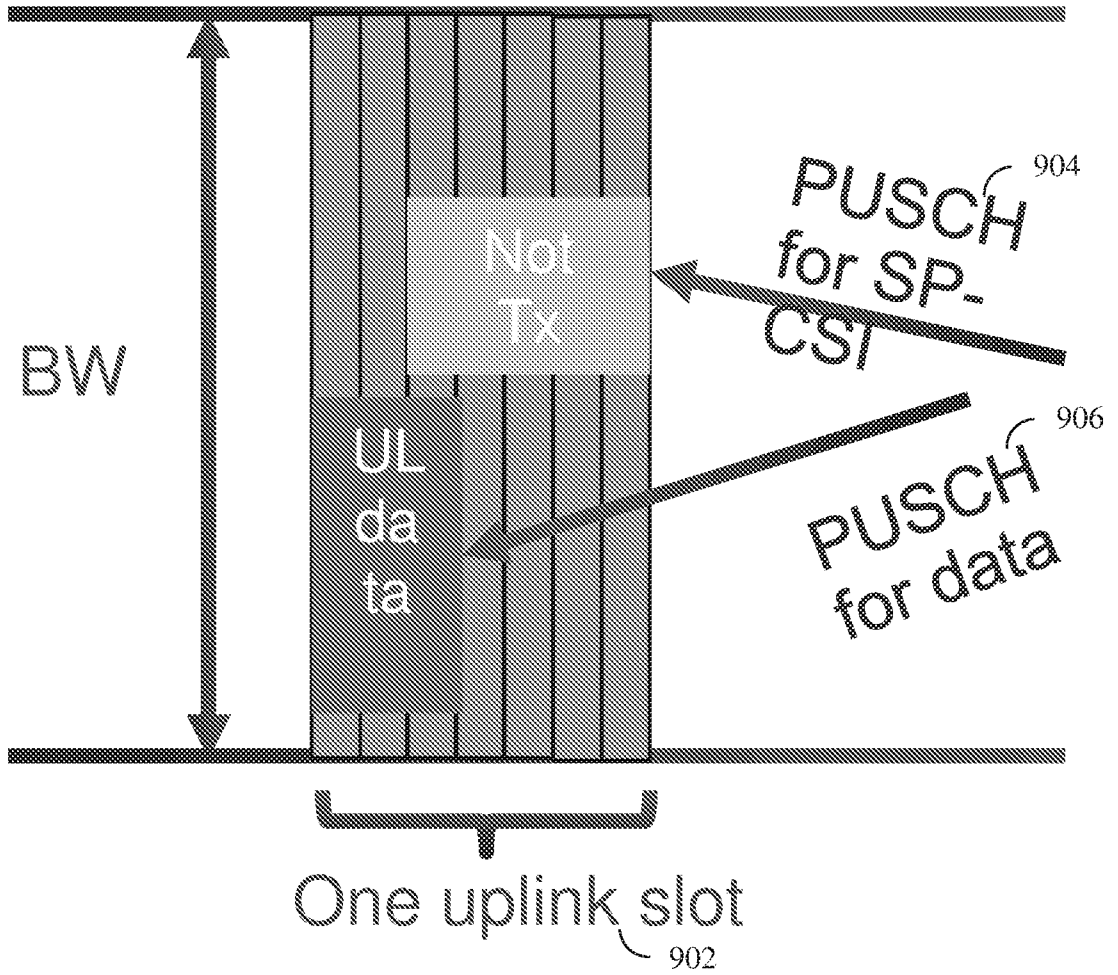 904
PUSCH
for SP-
CSI
Not
Tx
BW
906
PUSCH
for data
UL
da
ta
One uplink slot
902